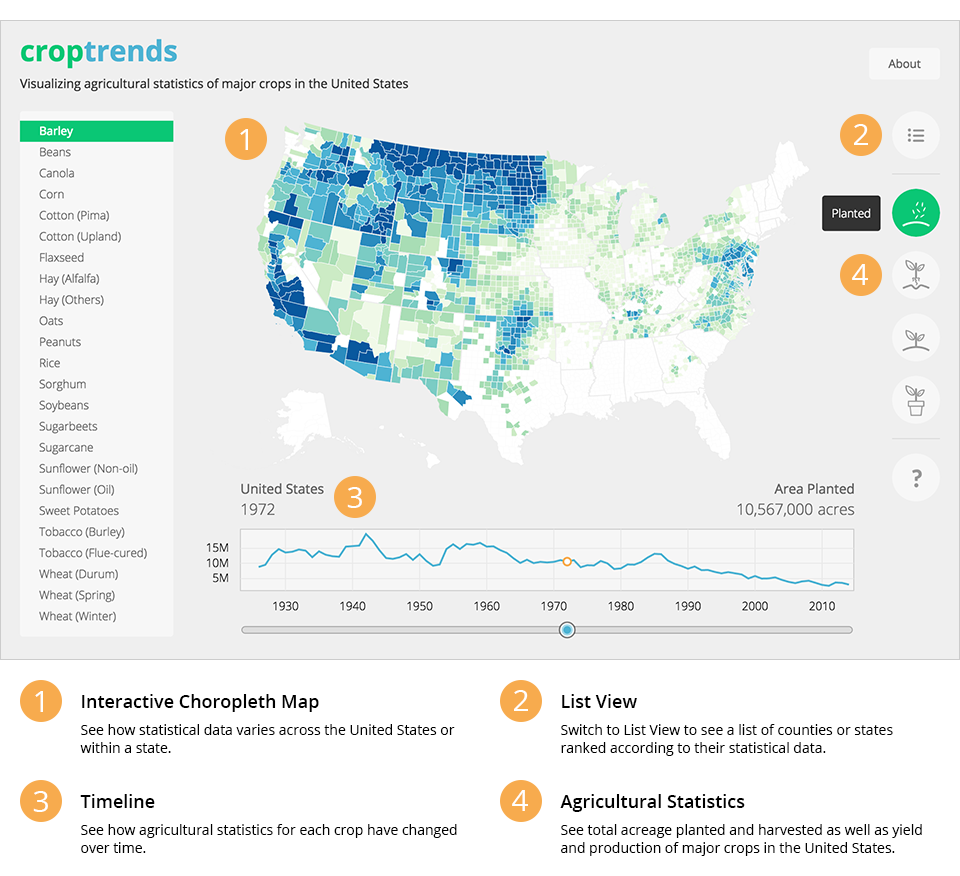 croptrends
Visualizing agricultural statistics of major crops in the United States
About
Barley
Beans
Canola
Corn
Cotton (Pima)
Cotton (Upland)
Flaxseed
Hay (Alfalfa)
Hay (Others)
Oats
Peanuts
Rice
Sorghum
Soybeans
Sugarbeets
Sugarcane
Sunflower (Non-oil)
Sunflower (Oil)
Sweet Potatoes
Tobacco (Burley)
Tobacco (Flue-cured)
Wheat (Durum)
Wheat (Spring)
Wheat (Winter)
1
2
Planted
4
?
United States
1972
3
Area Planted
10,567,000 acres
15M
10M
5M
1930 1940 1950 1960 1970 1980 1990 2000 2010
1
Interactive Choropleth Map
See how statistical data varies across the United States or
within a state.
2
List View
Switch to List View to see a list of counties or states
ranked according to their statistical data.
3
Timeline
See how agricultural statistics for each crop have changed
over time.
4
Agricultural Statistics
See total acreage planted and harvested as well as yield
and production of major crops in the United States.